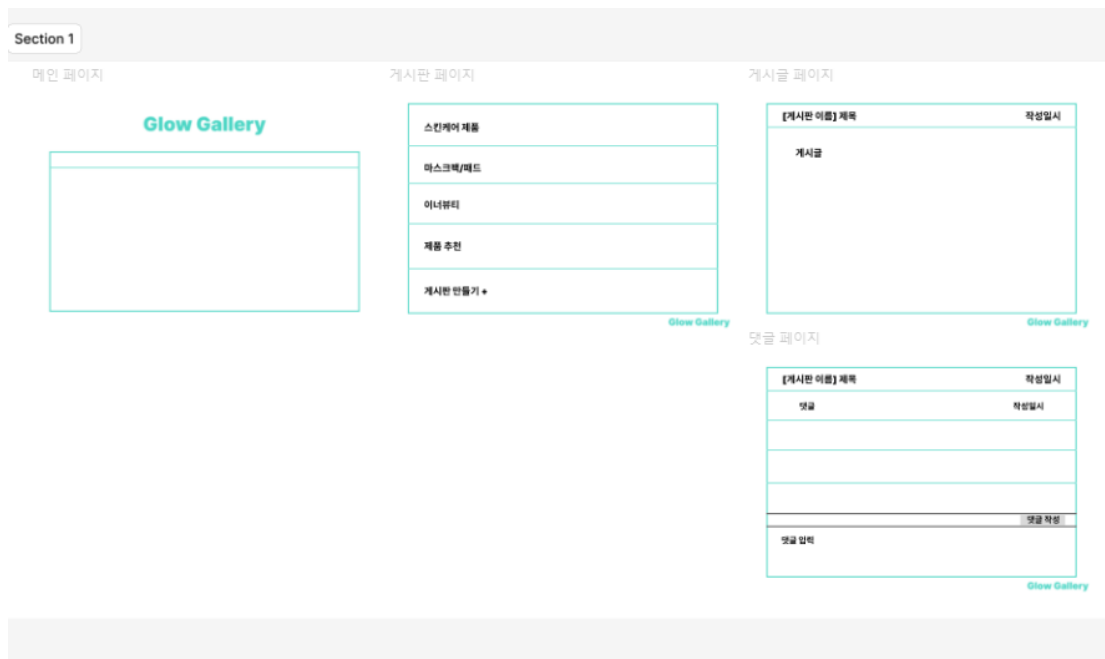 Section 1
메인 페이지
Glow Gallery
게시판 페이지
스킨케어 제품
마스크팩/패드
이너뷰티
제품 추천
게시판 만들기 +
Glow Gallery
게시글 페이지
[게시판 이름] 제목 작성일시
게시글
Glow Gallery
댓글 페이지
[게시판 이름] 제목 작성일시
댓글 작성일시
댓글 작성
댓글 입력
Glow Gallery